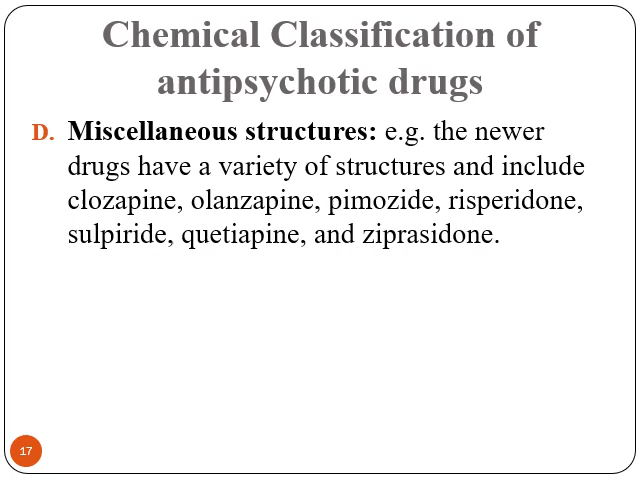 Chemical Classification of
antipsychotic drugs
D. Miscellaneous structures: e.g. the newer
drugs have a variety of structures and include
clozapine, olanzapine, pimozide, risperidone,
sulpiride, quetiapine, and ziprasidone.
17